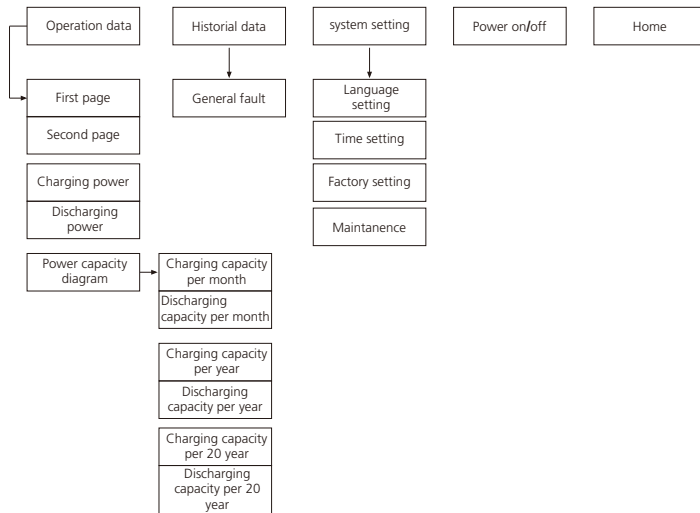 Operation data
Historial data
system setting
Power on/off
Home
First page
General fault
Language
setting
Second page
Time setting
Charging power
Factory setting
Discharging
power
Maintanence
Power capacity
diagram
Charging capacity
per month
Discharging
capacity per month
Charging capacity
per year
Discharging
capacity per year
Charging capacity
per 20 year
Discharging
capacity per 20
year